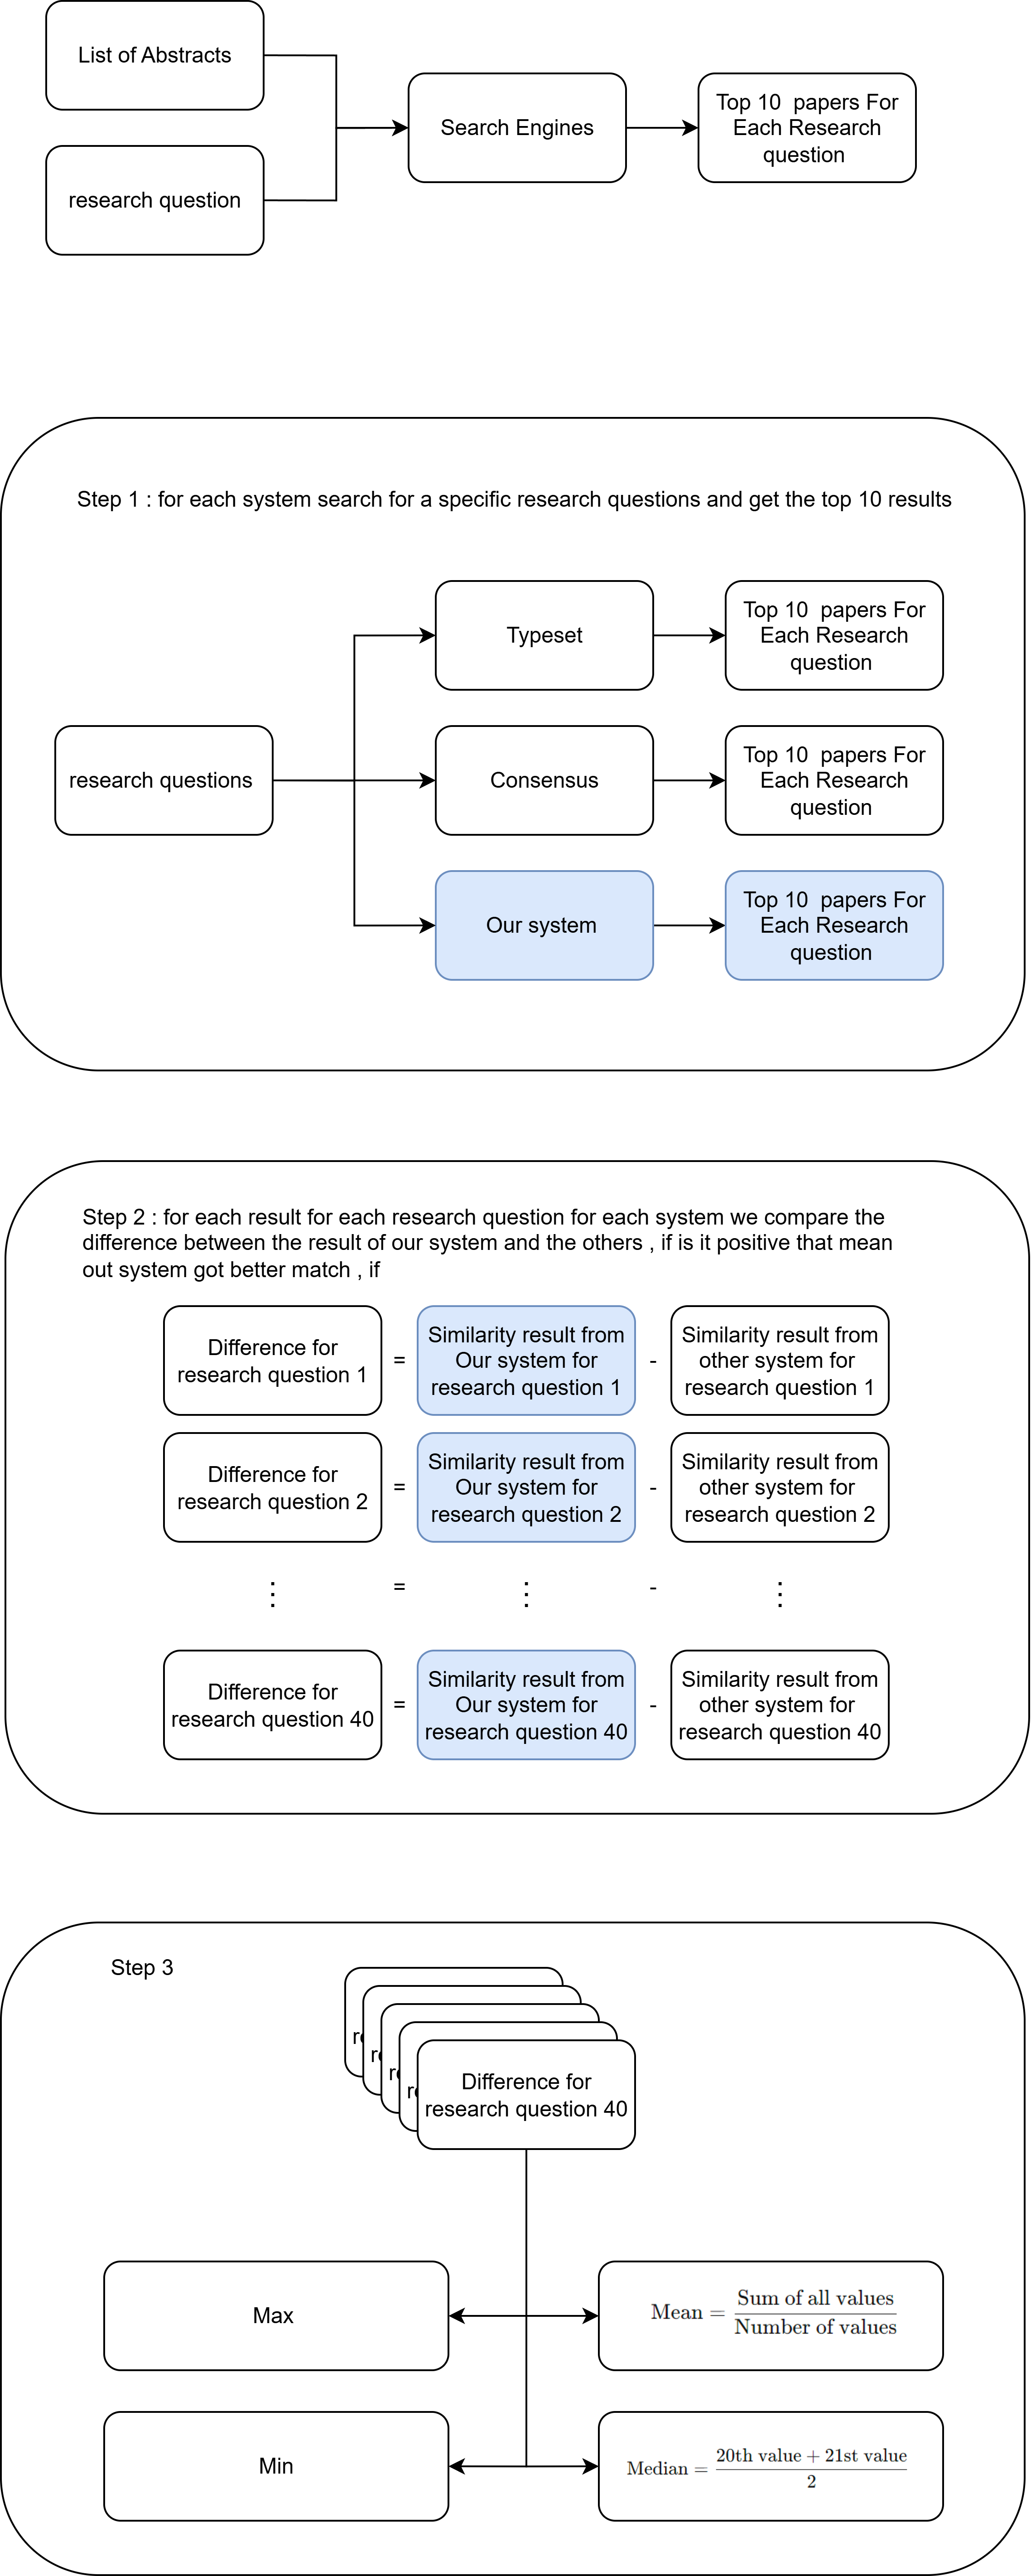 List of Abstracts
research question
Search Engines
Top 10 papers For
Each Research
question
Step 1 : for each system search for a specific research questions and get the top 10 results
research questions
Typeset
Top 10 papers For
Each Research
question
Consensus
Top 10 papers For
Each Research
question
Our system
Top 10 papers For
Each Research
question
Step 2 : for each result for each research question for each system we compare the
difference between the result of our system and the others , if is it positive that mean
out system got better match , if
Difference for
research question 1
=
Similarity result from
Our system for
research question 1
-
Similarity result from
other system for
research question 1
Difference for
research question 2
=
Similarity result from
Our system for
research question 2
-
Similarity result from
other system for
research question 2
⋮ = ⋮ - ⋮
Difference for
research question 40
=
Similarity result from
Our system for
research question 40
-
Similarity result from
other system for
research question 40
Step 3
Difference for
research question 40
Max
Mean = Sum of all values / Number of values
Min
Median = 20th value + 21st value / 2